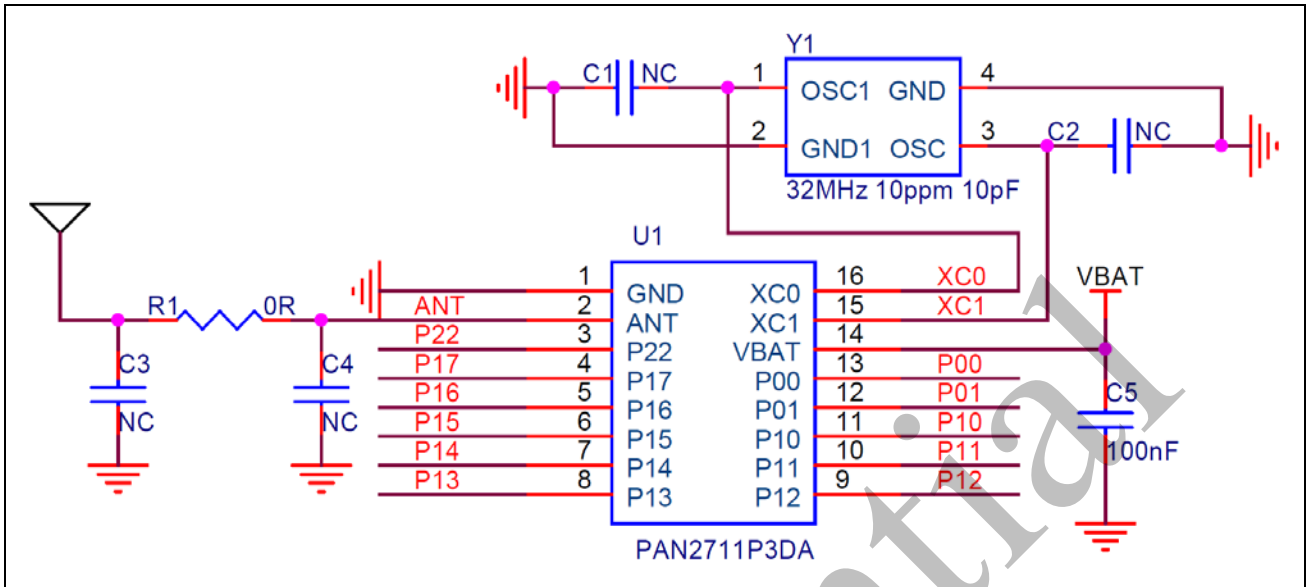 Y1
C1 NC 1 OSC1 GND 4
2 GND1 OSC 3 C2 NC
32MHz 10ppm 10pF
U1
1 GND XC0 16 XC0 VBAT
R1 0R ANT 2 ANT XC1 15 XC1
P22 3 P22 VBAT 14
C3 C4 P17 4 P17 P00 13 P00
P16 5 P16 P01 12 P01 C5
NC NC P15 6 P15 P10 11 P10
P14 7 P14 P11 10 P11 100nF
P13 8 P13 P12 9 P12
PAN2711P3DA